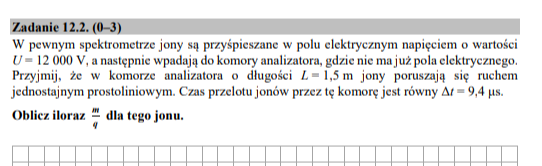 Zadanie 12.2. (0–3)
W pewnym spektrometrze jony są przyśpieszane w polu elektrycznym napięciem o wartości
U = 12 000 V, a następnie wpadają do komory analizatora, gdzie nie ma już pola elektrycznego.
Przyjmij, że w komorze analizatora o długości L = 1,5 m jony poruszają się ruchem
jednostajnym prostoliniowym. Czas przelotu jonów przez tę komorę jest równy Δt = 9,4 μs.
Oblicz iloraz m/q dla tego jonu.